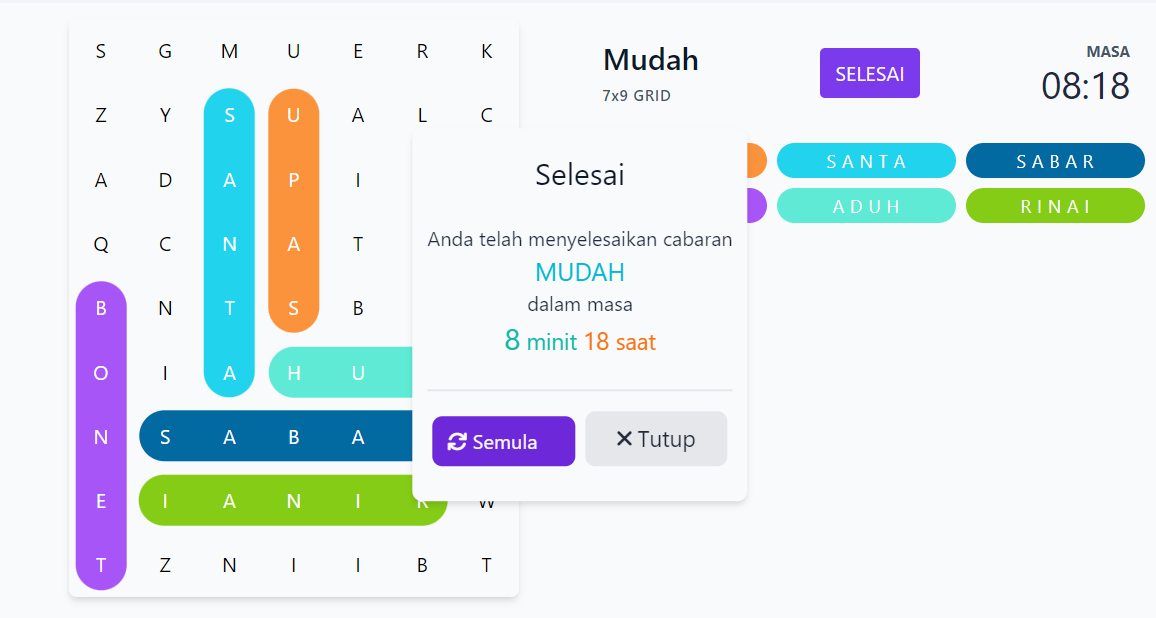 S G M U E R K
Z Y S U A L C
A D A P I
Q C N A T
B N T S B
O I A H U
N S A B A
E I A N I R W
T Z N I I B T
Mudah
7x9 GRID
SELESAI
MASA
08:18
SANTA SABAR
ADUH RINAI
Selesai
Anda telah menyelesaikan cabaran
MUDAH
dalam masa
8 minit 18 saat
Semula
Tutup